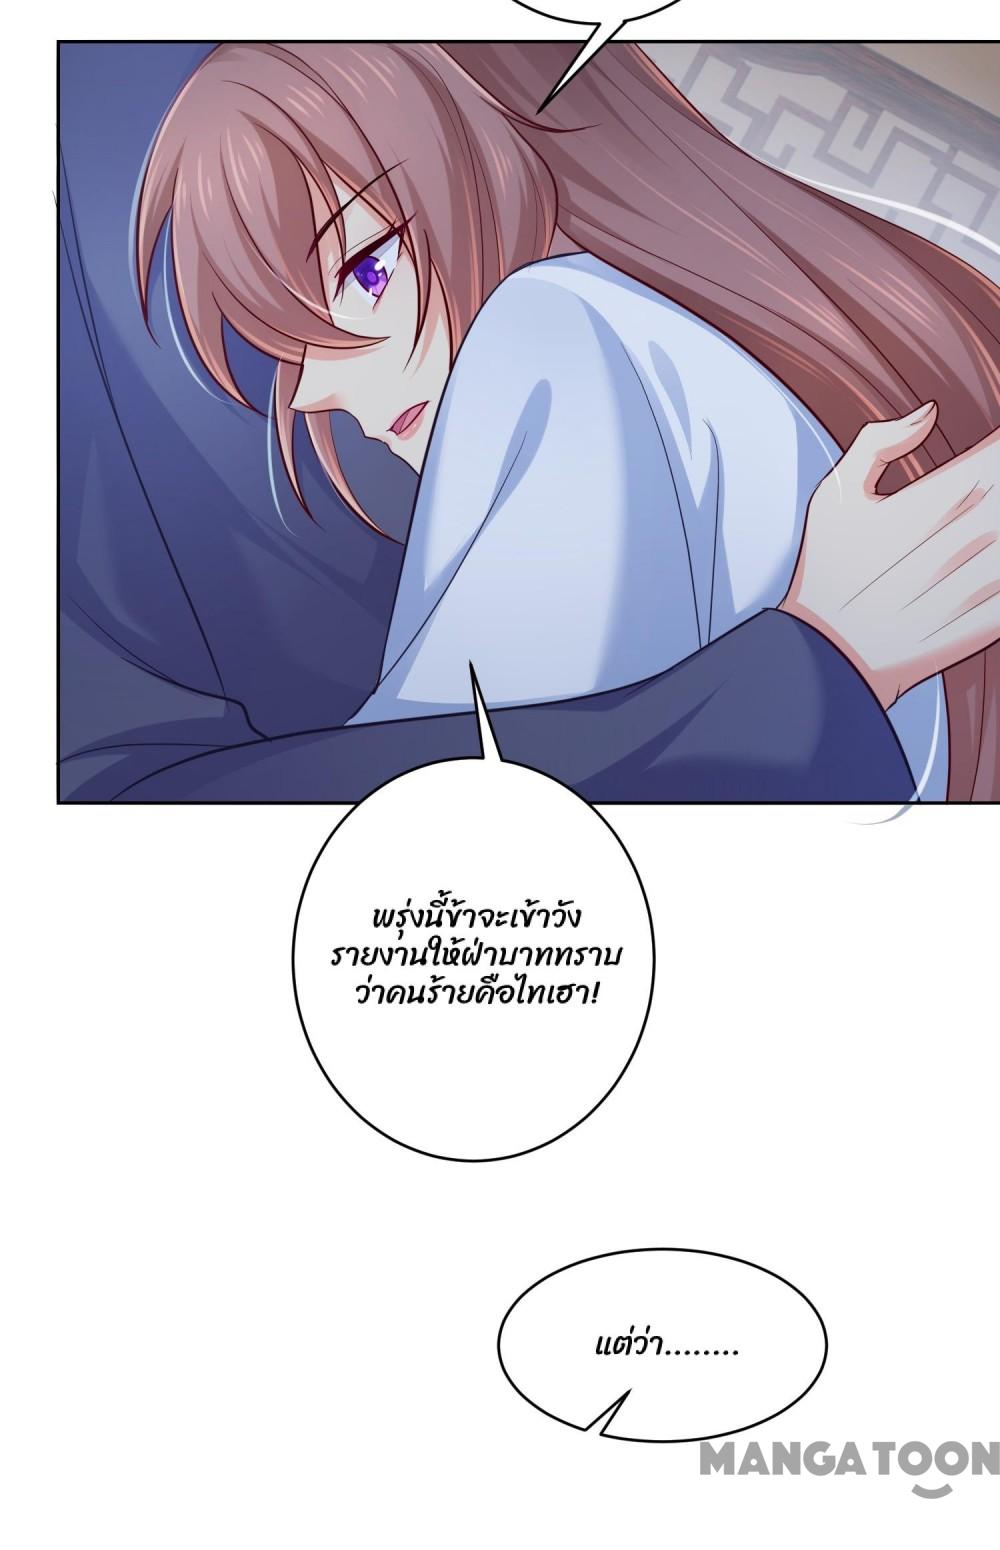 พรุ่งนี้ข้าจะเข้าวัง
รายงานให้ฝ่าบาททราบ
ว่าคนร้ายคือไทเฮา!
แต่ว่า........
MANGATOON